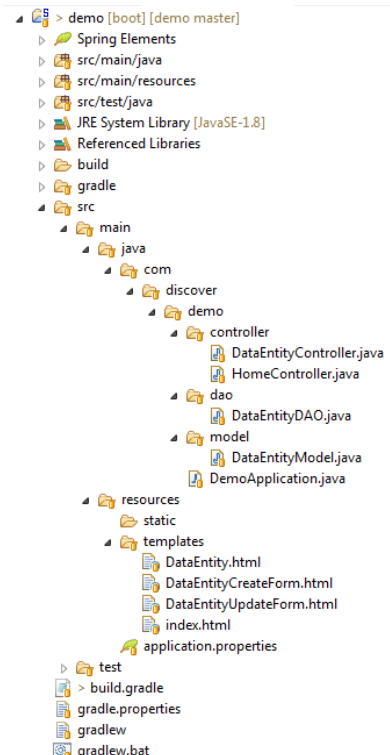 > demo [boot] [demo master]
Spring Elements
src/main/java
src/main/resources
src/test/java
JRE System Library [JavaSE-1.8]
Referenced Libraries
build
gradle
src
main
java
com
discover
demo
controller
DataEntityController.java
HomeController.java
dao
DataEntityDAO.java
model
DataEntityModel.java
DemoApplication.java
resources
static
templates
DataEntity.html
DataEntityCreateForm.html
DataEntityUpdateForm.html
index.html
application.properties
test
> build.gradle
gradle.properties
gradlew
gradlew.bat